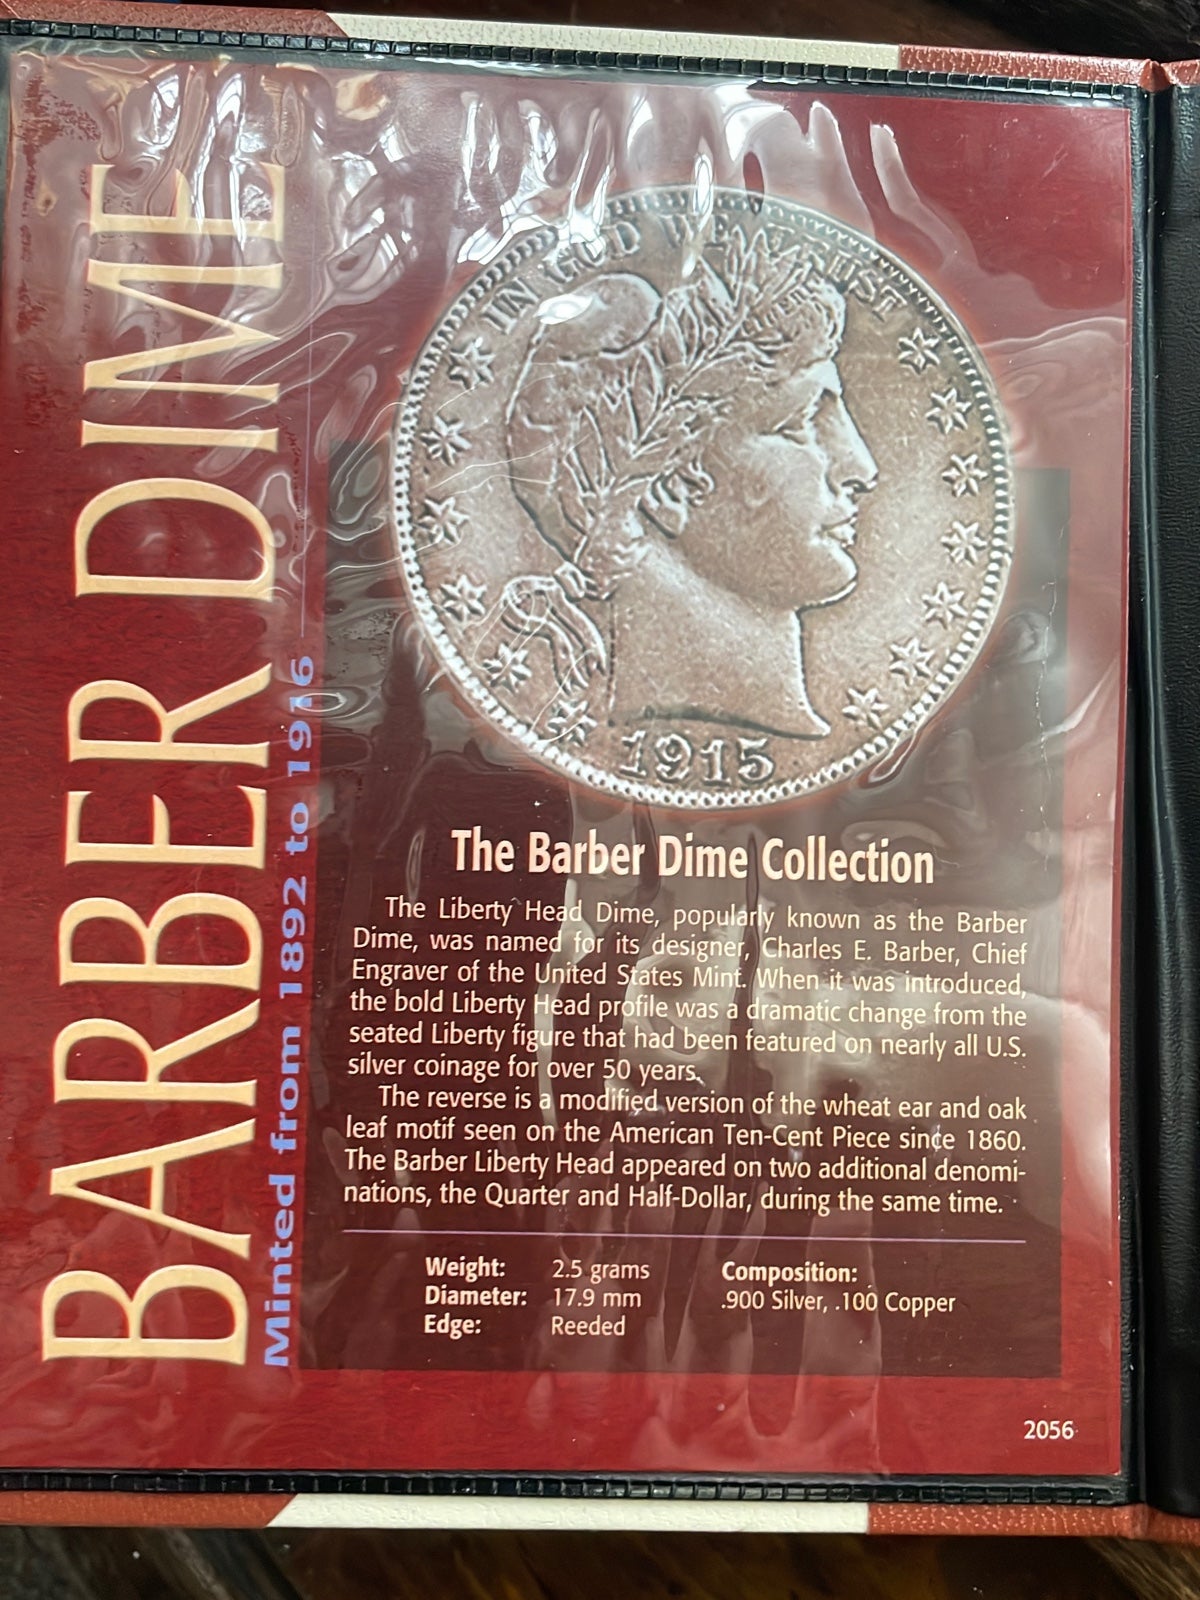 BARBER DIME
Minted from 1892 to 1916
IN GOD WE TRUST
1915
The Barber Dime Collection
The Liberty Head Dime, popularly known as the Barber
Dime, was named for its designer, Charles E. Barber, Chief
Engraver of the United States Mint. When it was introduced,
the bold Liberty Head profile was a dramatic change from the
seated Liberty figure that had been featured on nearly all U.S.
silver coinage for over 50 years.
The reverse is a modified version of the wheat ear and oak
leaf motif seen on the American Ten-Cent Piece since 1860.
The Barber Liberty Head appeared on two additional denomi-
nations, the Quarter and Half-Dollar, during the same time.
Weight: 2.5 grams
Diameter: 17.9 mm
Edge: Reeded
Composition:
.900 Silver, .100 Copper
2056